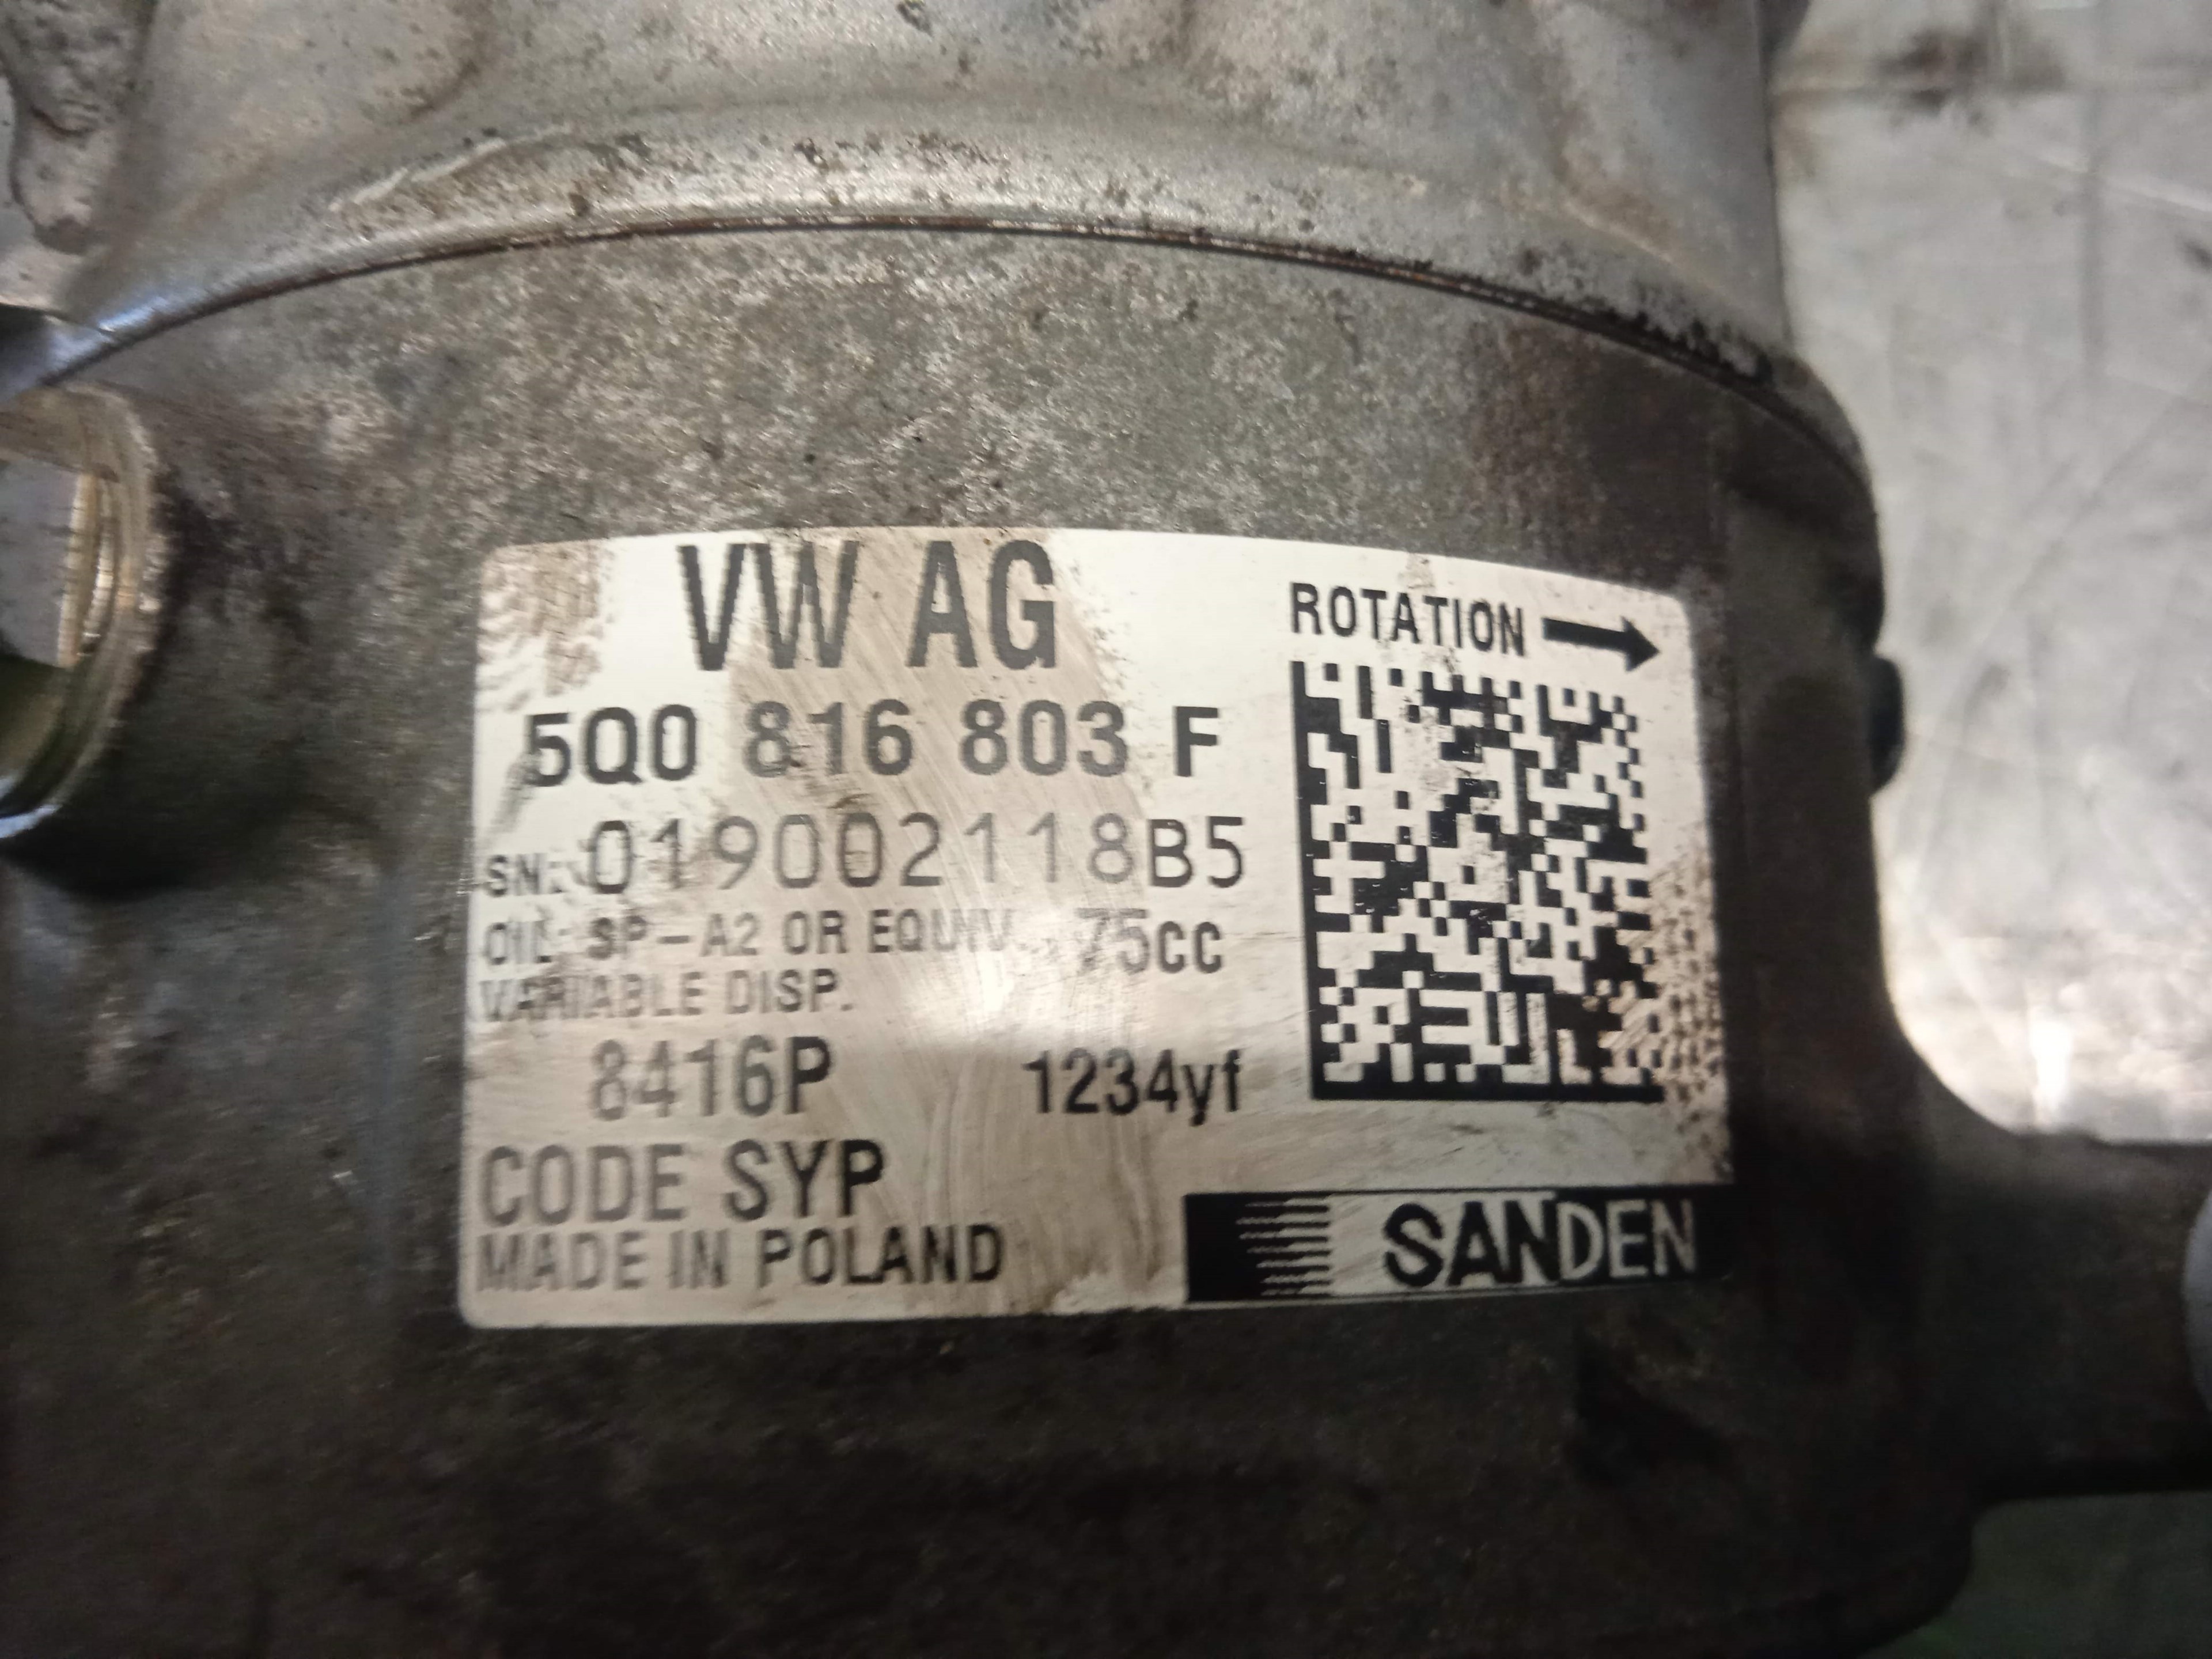 VW AG
ROTATION
5Q0 816 803 F
SN: 019002118B5
OIL: SP-A2 OR EQUIV. 75cc
VARIABLE DISP.
8416P 1234yf
CODE SYP
MADE IN POLAND
SANDEN